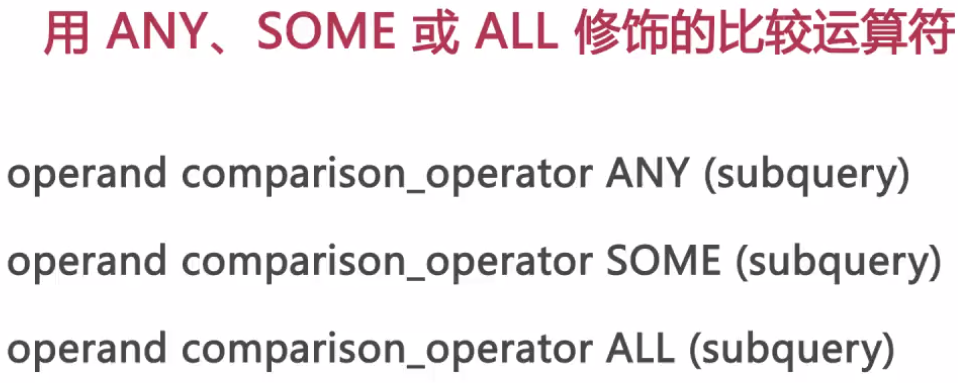 用 ANY、SOME 或 ALL 修饰的比较运算符
operand comparison_operator ANY (subquery)
operand comparison_operator SOME (subquery)
operand comparison_operator ALL (subquery)